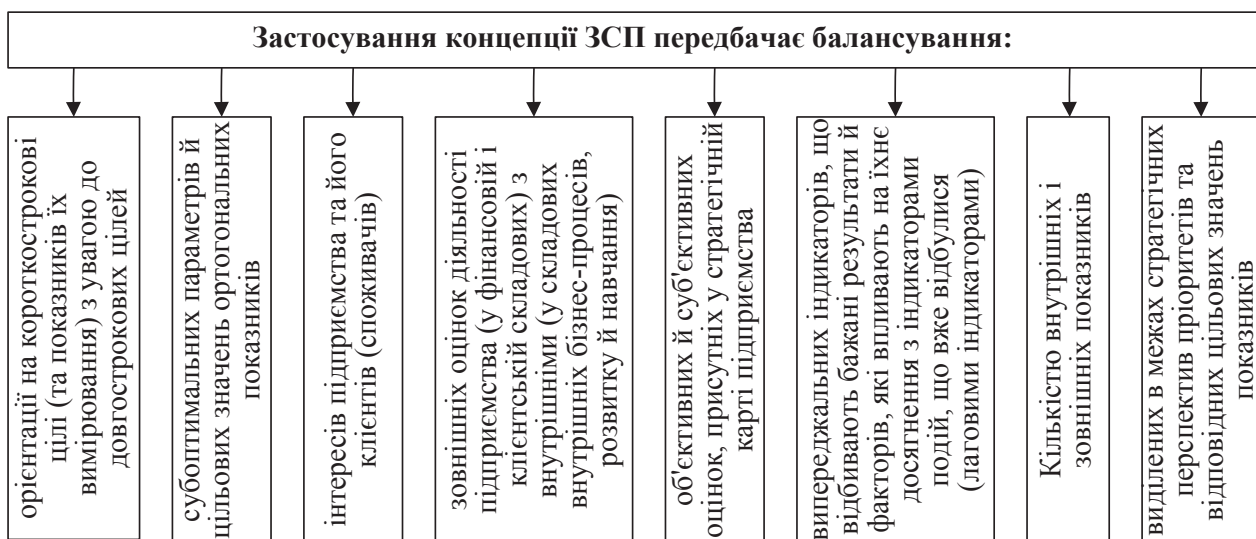 Застосування концепції ЗСП передбачає балансування:
орієнтації на короткострокові
цілі (та показників їх
вимірювання) з увагою до
довгострокових цілей
субоптимальних параметрів й
цільових значень ортогональних
показників
інтересів підприємства та його
клієнтів (споживачів)
зовнішніх оцінок діяльності
підприємства (у фінансовій і
клієнтській складових) з
внутрішніми (у складових
внутрішніх бізнес-процесів,
розвитку й навчання)
об'єктивних й суб'єктивних
оцінок, присутніх у стратегічній
карті підприємства
випереджальних індикаторів, що
відбивають бажані результати й
факторів, які впливають на їхнє
досягнення з індикаторами
подій, що вже відбулися
(лаговими індикаторами)
Кількістю внутрішніх і
зовнішніх показників
виділених в межах стратегічних
перспектив пріоритетів та
відповідних цільових значень
показників